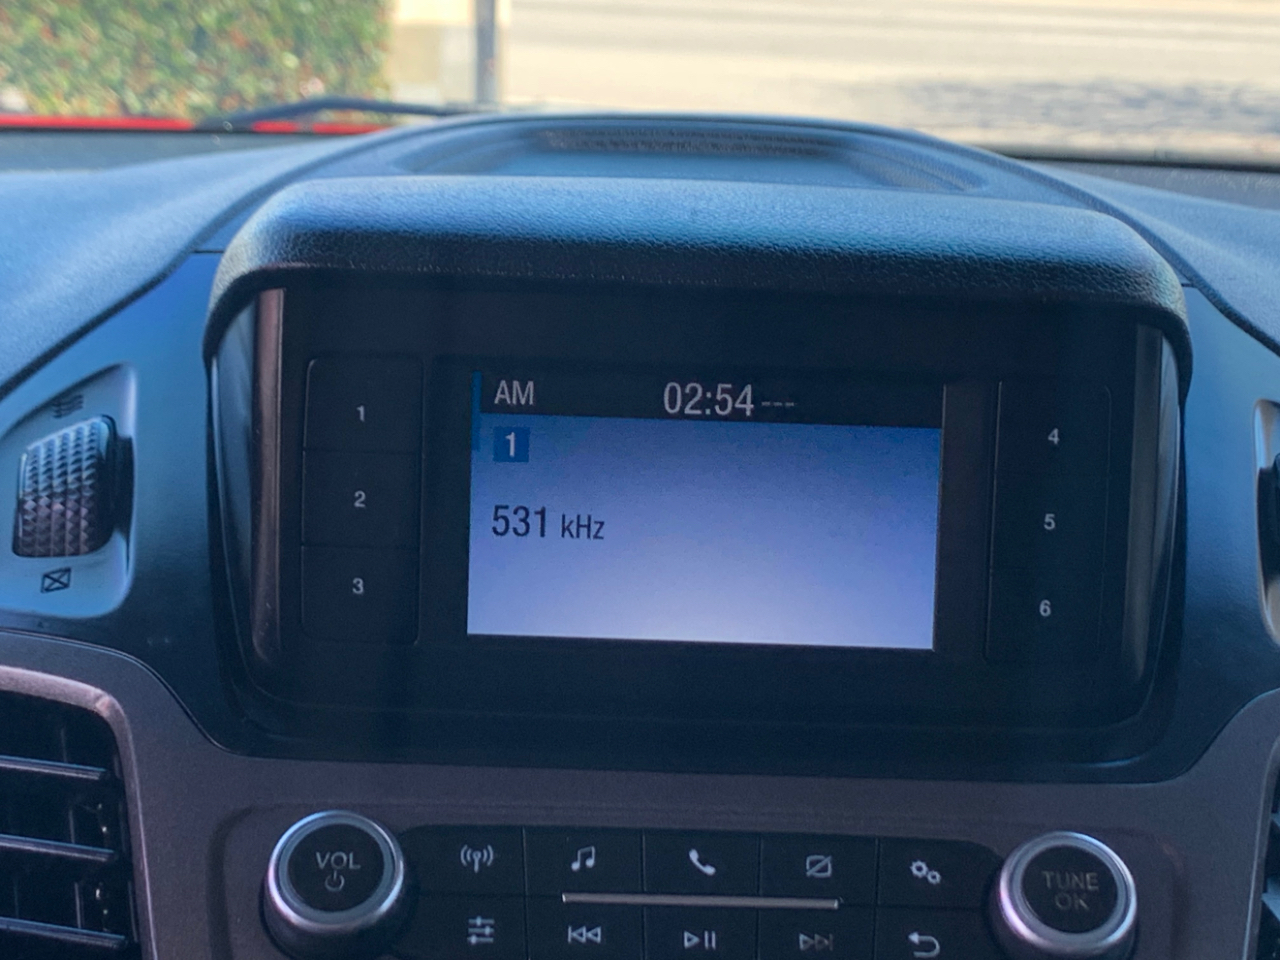 AM 02:54---
1
531 kHz
1
2
3
4
5
6
VOL
TUNE
OK